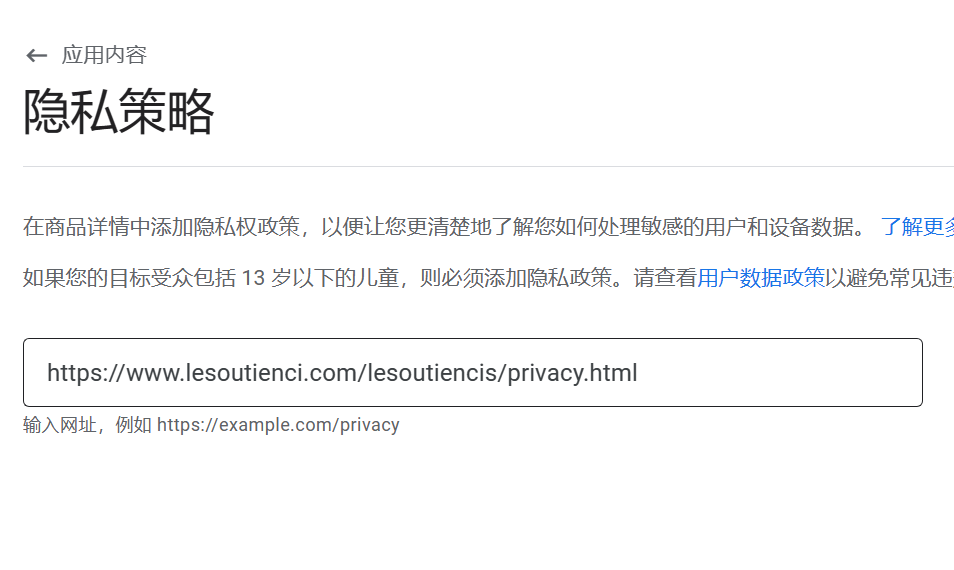 ← 应用内容
隐私策略
在商品详情中添加隐私权政策，以便让您更清楚地了解您如何处理敏感的用户和设备数据。 了解更多
如果您的目标受众包括 13 岁以下的儿童，则必须添加隐私政策。请查看用户数据政策以避免常见违
https://www.lesoutienci.com/lesoutiencis/privacy.html
输入网址，例如 https://example.com/privacy